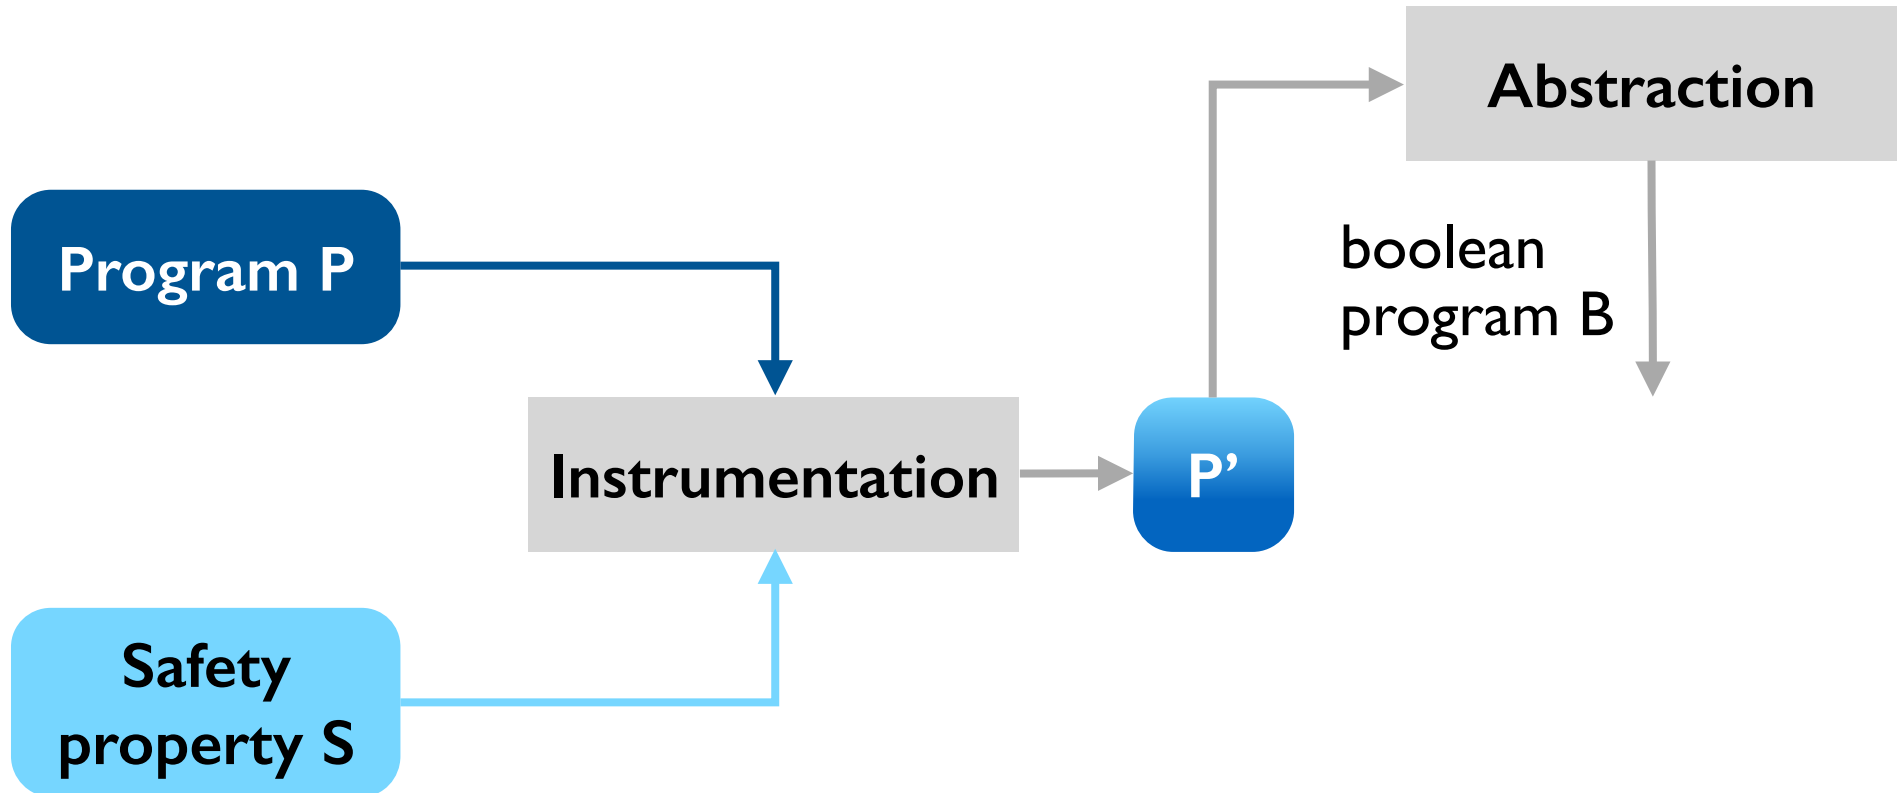 Abstraction
Program P
boolean
program B
Instrumentation
P’
Safety
property S